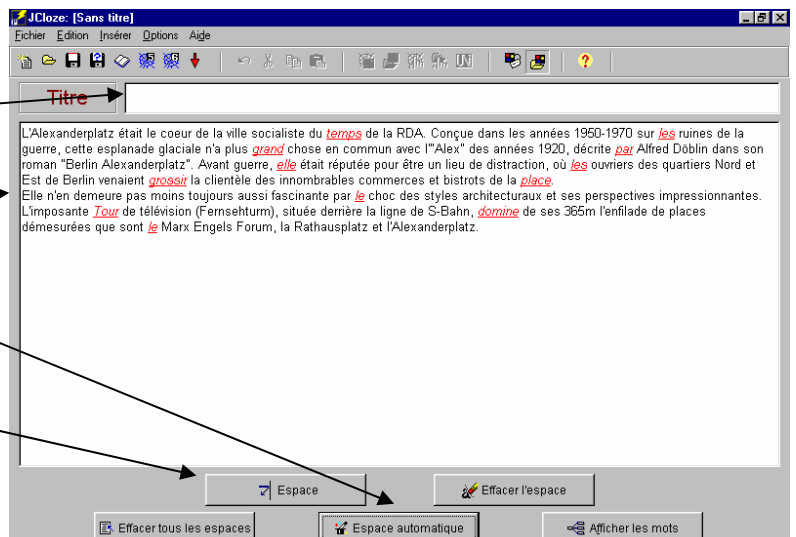 JCloze: [Sans titre]
Fichier Edition Insérer Options Aide
Titre
L'Alexanderplatz était le coeur de la ville socialiste du temps de la RDA. Conçue dans les années 1950-1970 sur les ruines de la
guerre, cette esplanade glaciale n'a plus grand chose en commun avec l'"Alex" des années 1920, décrite par Alfred Döblin dans son
roman "Berlin Alexanderplatz". Avant guerre, elle était réputée pour être un lieu de distraction, où les ouvriers des quartiers Nord et
Est de Berlin venaient grossir la clientèle des innombrables commerces et bistrots de la place.
Elle n'en demeure pas moins toujours aussi fascinante par le choc des styles architecturaux et ses perspectives impressionnantes.
L'imposante Tour de télévision (Fernsehturm), située derrière la ligne de S-Bahn, domine de ses 365m l'enfilade de places
démesurées que sont le Marx Engels Forum, la Rathausplatz et l'Alexanderplatz.
Espace Effacer l'espace
Effacer tous les espaces Espace automatique Afficher les mots